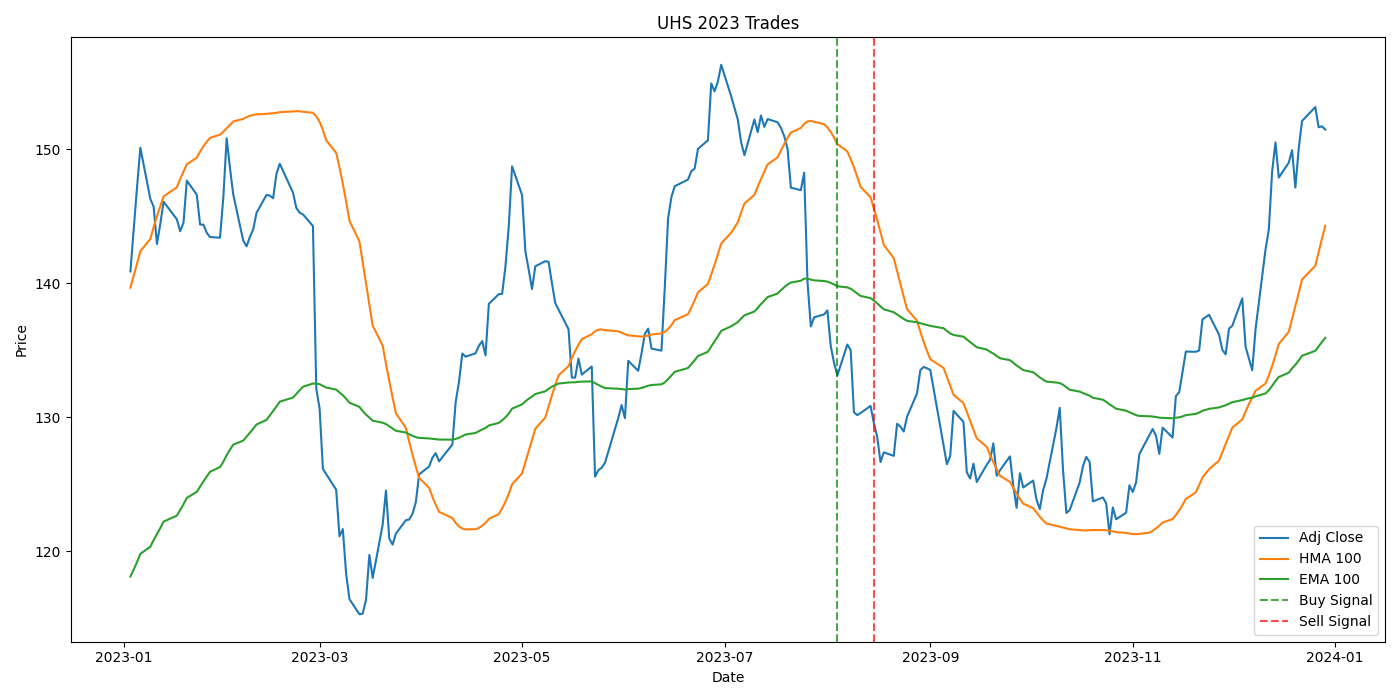 UHS 2023 Trades
Price
150
140
130
120
2023-01
2023-03
2023-05
2023-07
2023-09
2023-11
2024-01
Date
Adj Close
HMA 100
EMA 100
Buy Signal
Sell Signal